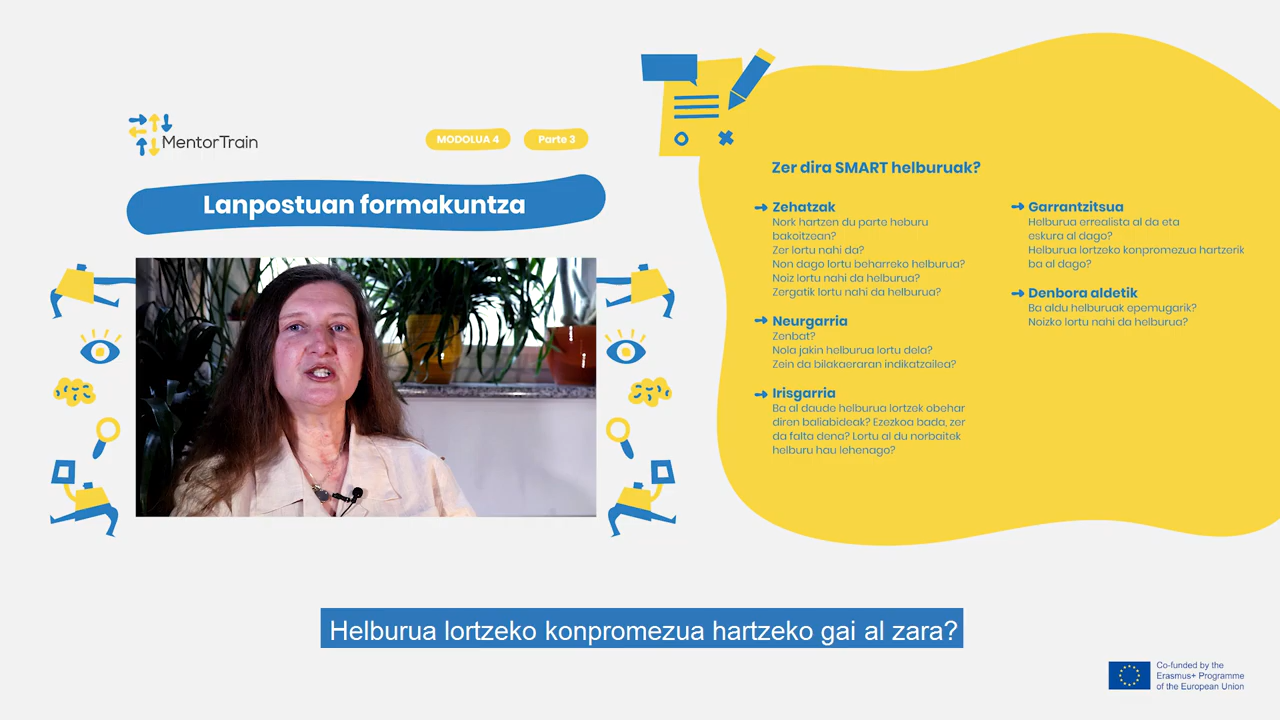 MentorTrain
MODOLUA 4
Parte 3
Lanpostuan formakuntza
Zer dira SMART helburuak?
Zehatzak
Nork hartzen du parte heburu
bakoitzean?
Zer lortu nahi da?
Non dago lortu beharreko helburua?
Noiz lortu nahi da helburua?
Zergatik lortu nahi da helburua?
Neurgarria
Zenbat?
Nola jakin helburua lortu dela?
Zein da bilakaeraran indikatzailea?
Irisgarria
Ba al daude helburua lortzek obehar
diren baliabideak? Ezezkoa bada, zer
da falta dena? Lortu al du norbaitek
helburu hau lehenago?
Garrantzitsua
Helburua errealista al da eta
eskura al dago?
Helburua lortzeko konpromezua hartzerik
ba al dago?
Denbora aldetik
Ba aldu helburuak epemugarik?
Noizko lortu nahi da helburua?
Helburua lortzeko konpromezua hartzeko gai al zara?
Co-funded by the
Erasmus+ Programme
of the European Union